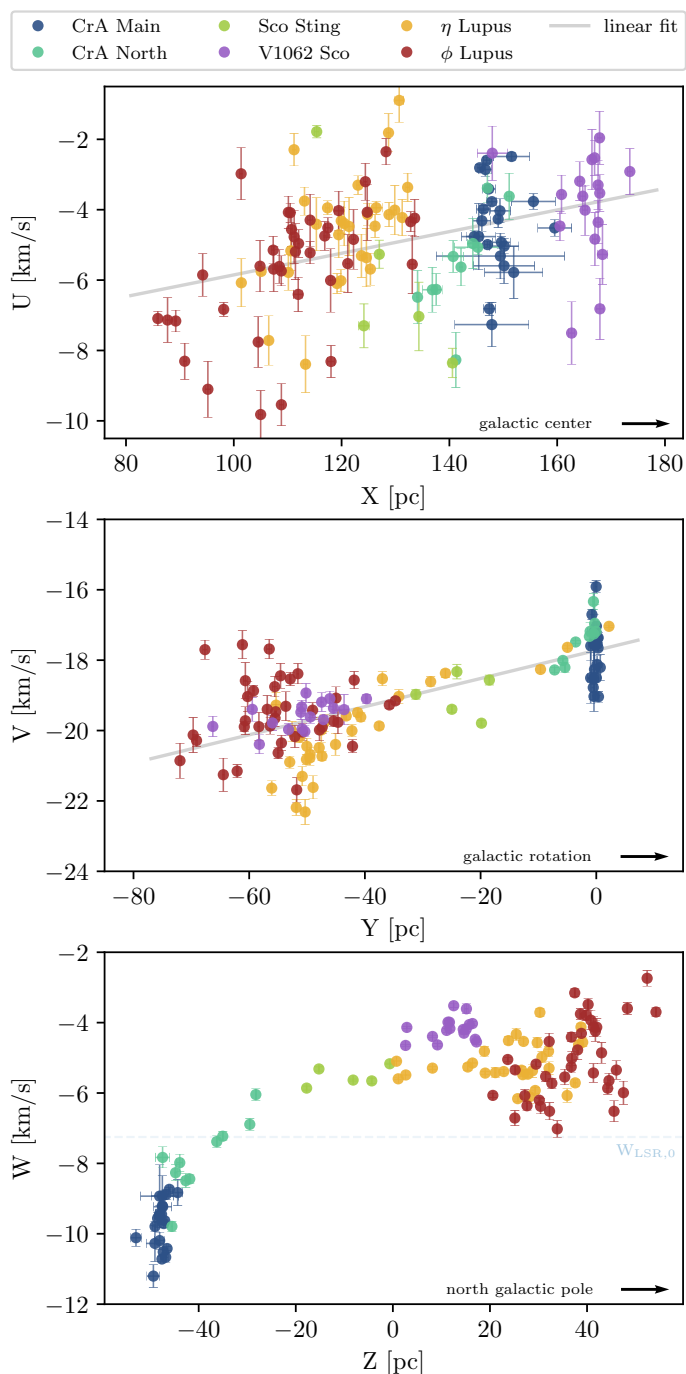 CrA Main Sco Sting η Lupus linear fit
CrA North V1062 Sco ϕ Lupus
−2
−4
−6
−8
−10
U [km/s]
galactic center
80 100 120 140 160 180
X [pc]
−14
−16
−18
−20
−22
−24
V [km/s]
galactic rotation
−80 −60 −40 −20 0
Y [pc]
−2
−4
−6
−8
−10
−12
W [km/s]
W_LSR,0
north galactic pole
−40 −20 0 20 40
Z [pc]